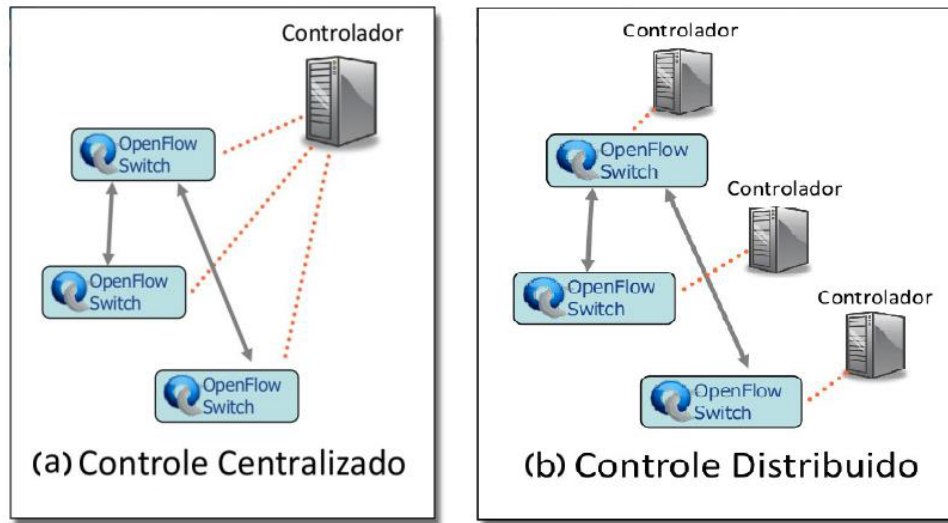 Controlador
OpenFlow
Switch
OpenFlow
Switch
OpenFlow
Switch
(a) Controle Centralizado
Controlador
OpenFlow
Switch
Controlador
OpenFlow
Switch
Controlador
OpenFlow
Switch
(b) Controle Distribuido